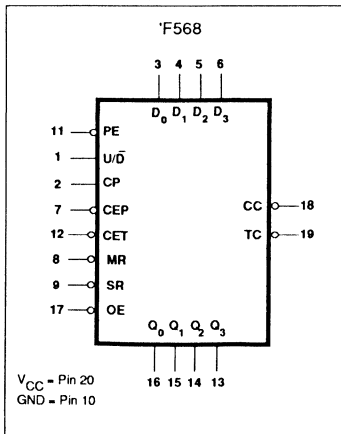 'F568
3 4 5 6
D0 D1 D2 D3
11 PE
1 U/D̅
2 CP
7 CEP
CC 18
12 CET
TC 19
8 MR
9 SR
17 OE
Q0 Q1 Q2 Q3
16 15 14 13
VCC = Pin 20
GND = Pin 10